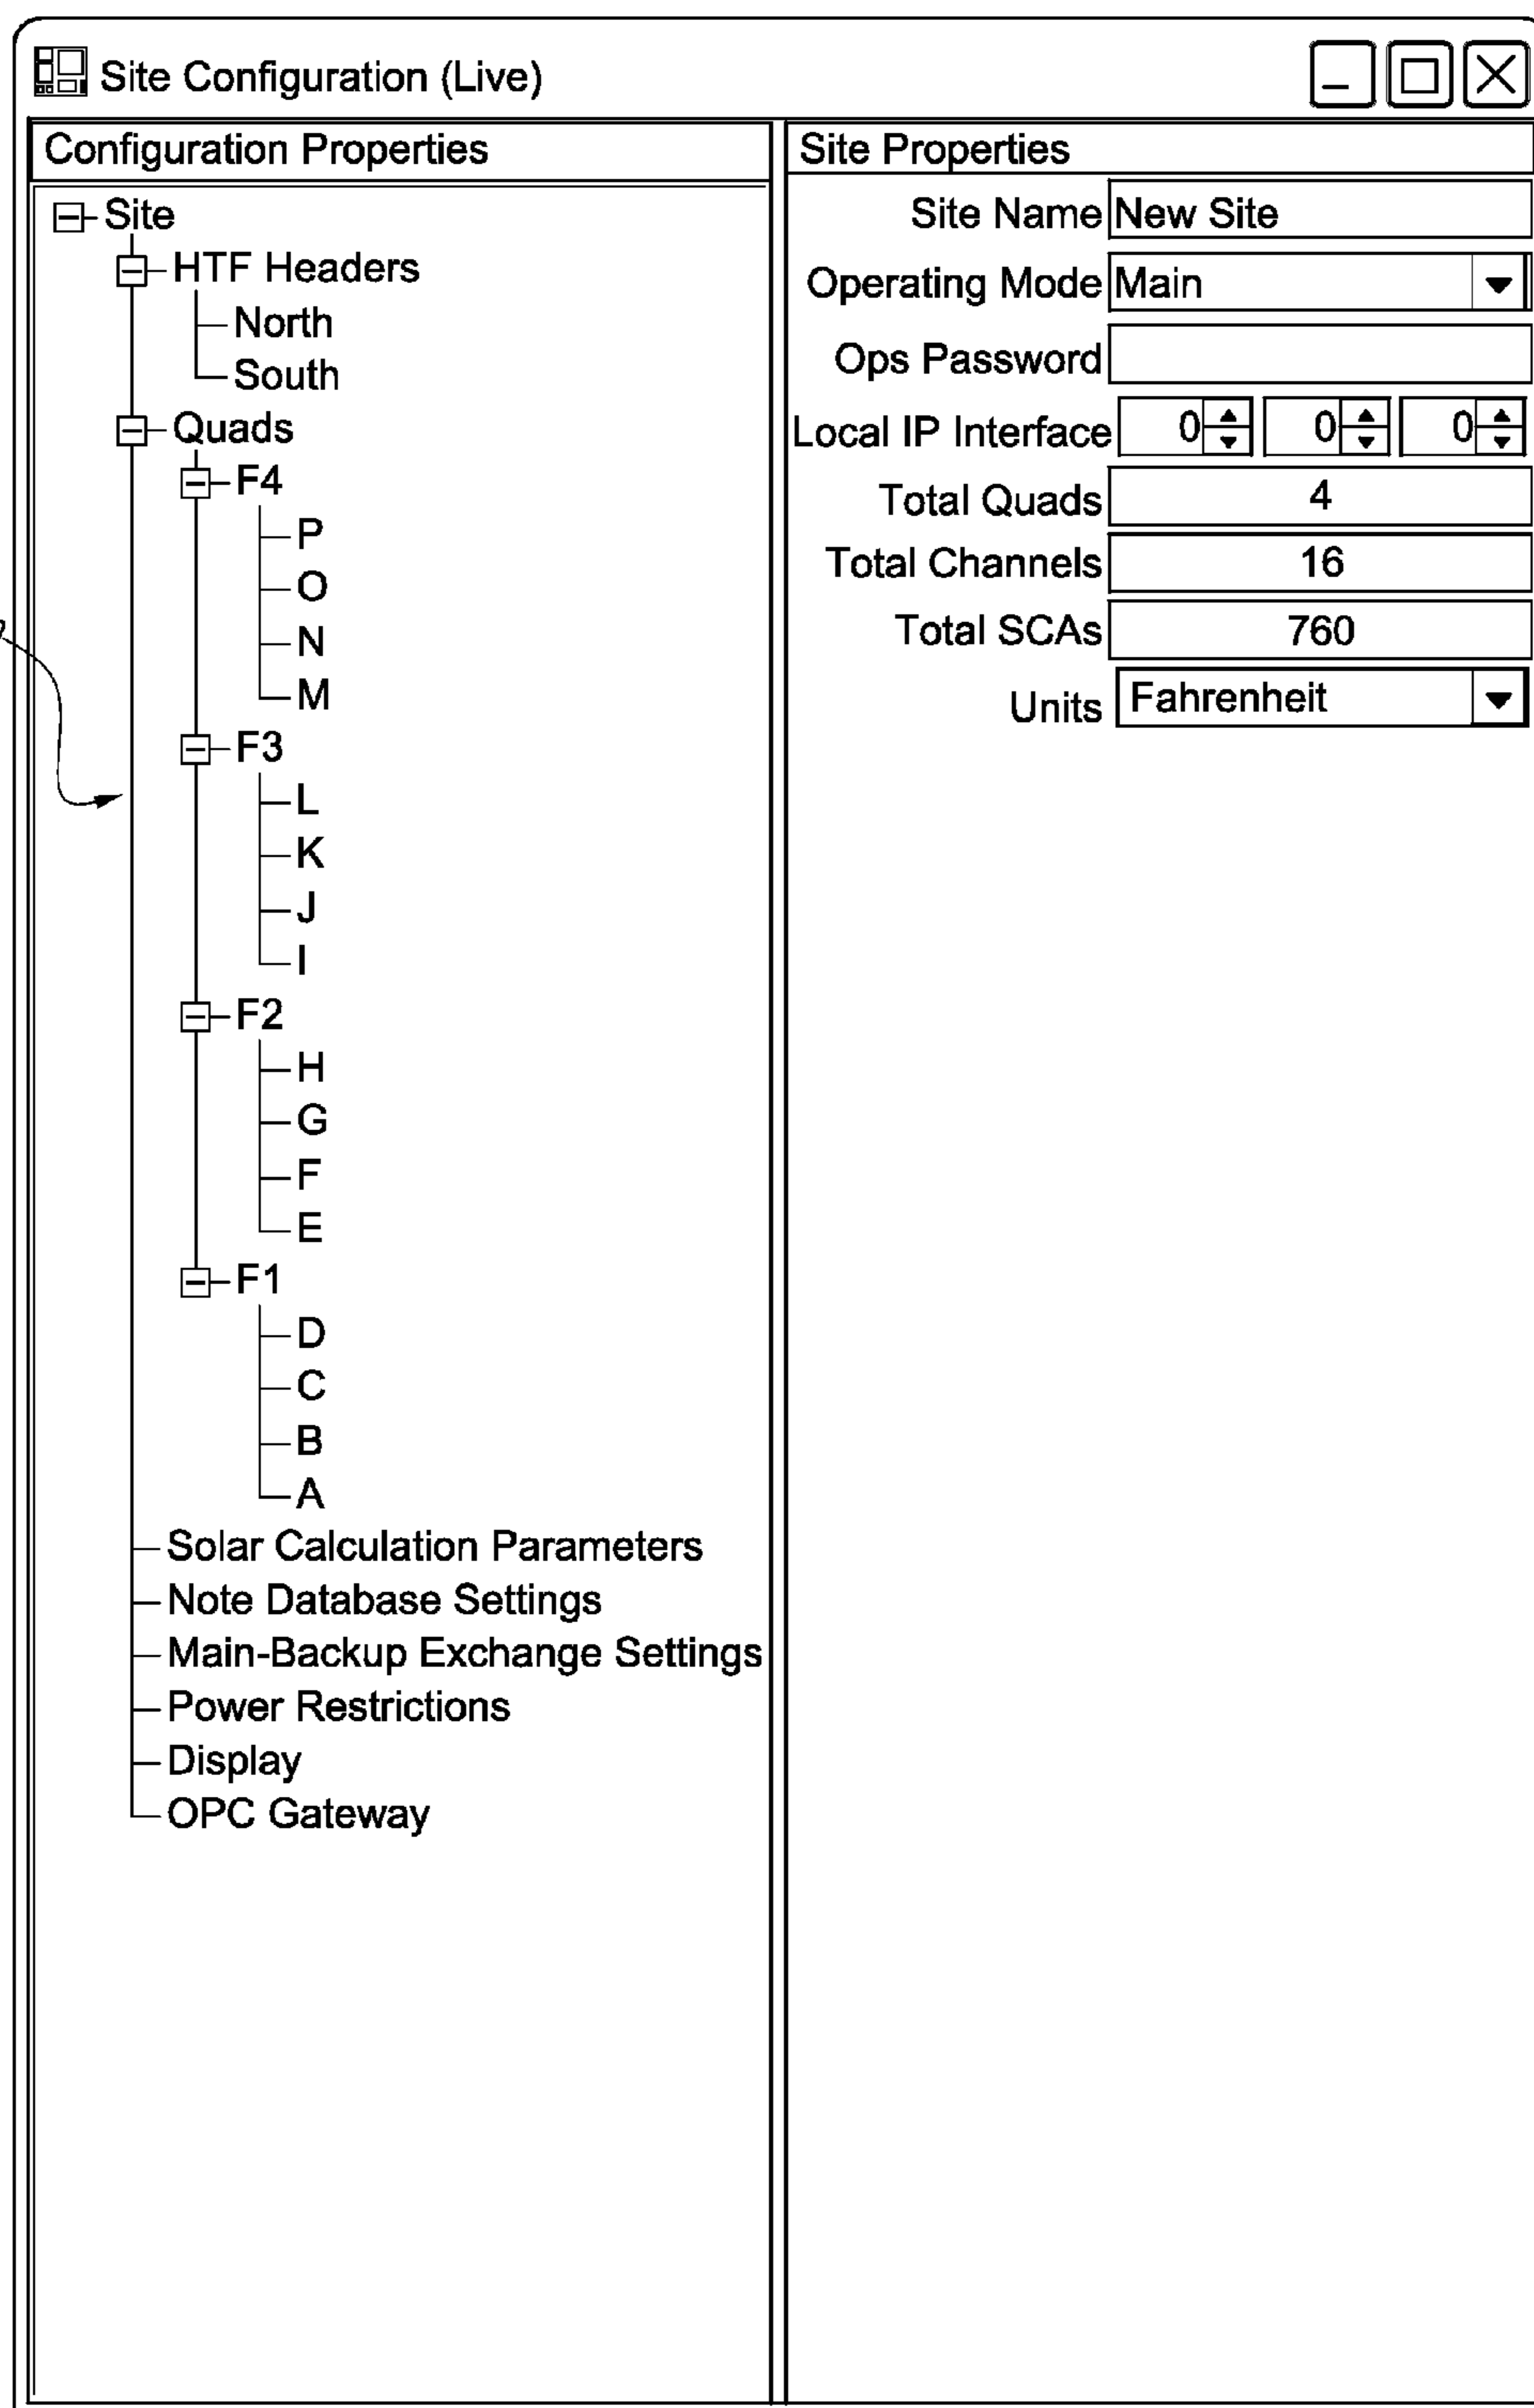 Site Configuration (Live)
Configuration Properties
Site
HTF Headers
North
South
Quads
F4
P
O
N
M
F3
L
K
J
I
F2
H
G
F
E
F1
D
C
B
A
Solar Calculation Parameters
Note Database Settings
Main-Backup Exchange Settings
Power Restrictions
Display
OPC Gateway
Site Properties
Site Name New Site
Operating Mode Main
Ops Password
Local IP Interface 0 0 0
Total Quads 4
Total Channels 16
Total SCAs 760
Units Fahrenheit